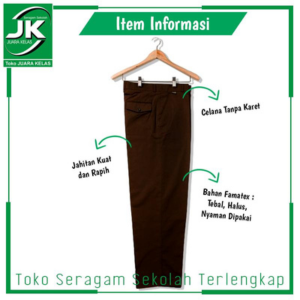 JK
JUARA KELAS
Toko JUARA KELAS
Item Informasi
Celana Tanpa Karet
Jahitan Kuat
dan Rapih
Bahan Famatex :
Tebal, Halus,
Nyaman Dipakai
Toko Seragam Sekolah Terlengkap